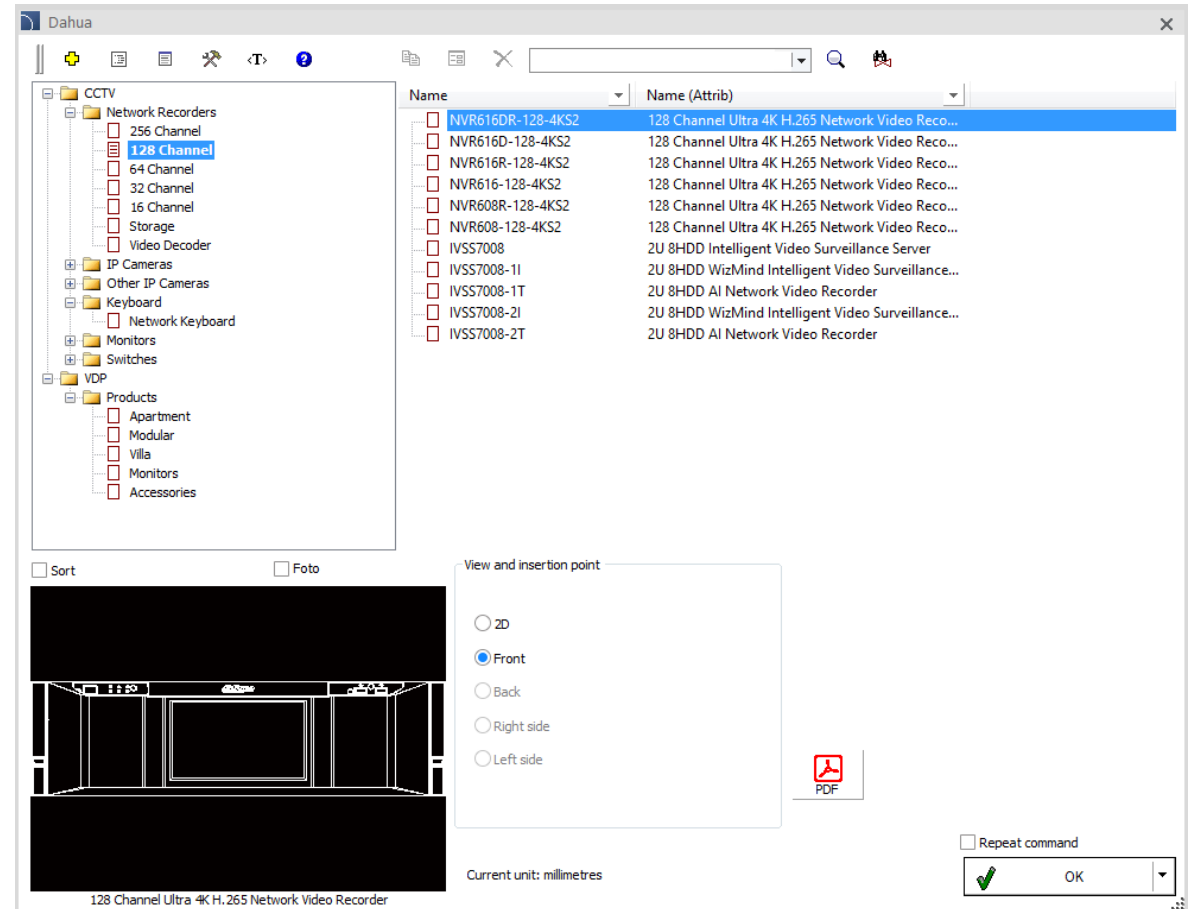 Dahua
<T>
CCTV
Network Recorders
256 Channel
128 Channel
64 Channel
32 Channel
16 Channel
Storage
Video Decoder
IP Cameras
Other IP Cameras
Keyboard
Network Keyboard
Monitors
Switches
VDP
Products
Apartment
Modular
Villa
Monitors
Accessories
Name Name (Attrib)
NVR616DR-128-4KS2 128 Channel Ultra 4K H.265 Network Video Reco...
NVR616D-128-4KS2 128 Channel Ultra 4K H.265 Network Video Reco...
NVR616R-128-4KS2 128 Channel Ultra 4K H.265 Network Video Reco...
NVR616-128-4KS2 128 Channel Ultra 4K H.265 Network Video Reco...
NVR608R-128-4KS2 128 Channel Ultra 4K H.265 Network Video Reco...
NVR608-128-4KS2 128 Channel Ultra 4K H.265 Network Video Reco...
IVSS7008 2U 8HDD Intelligent Video Surveillance Server
IVSS7008-1I 2U 8HDD WizMind Intelligent Video Surveillance...
IVSS7008-1T 2U 8HDD AI Network Video Recorder
IVSS7008-2I 2U 8HDD WizMind Intelligent Video Surveillance...
IVSS7008-2T 2U 8HDD AI Network Video Recorder
Sort Foto
128 Channel Ultra 4K H.265 Network Video Recorder
View and insertion point
2D
Front
Back
Right side
Left side
PDF
Current unit: millimetres
Repeat command
OK